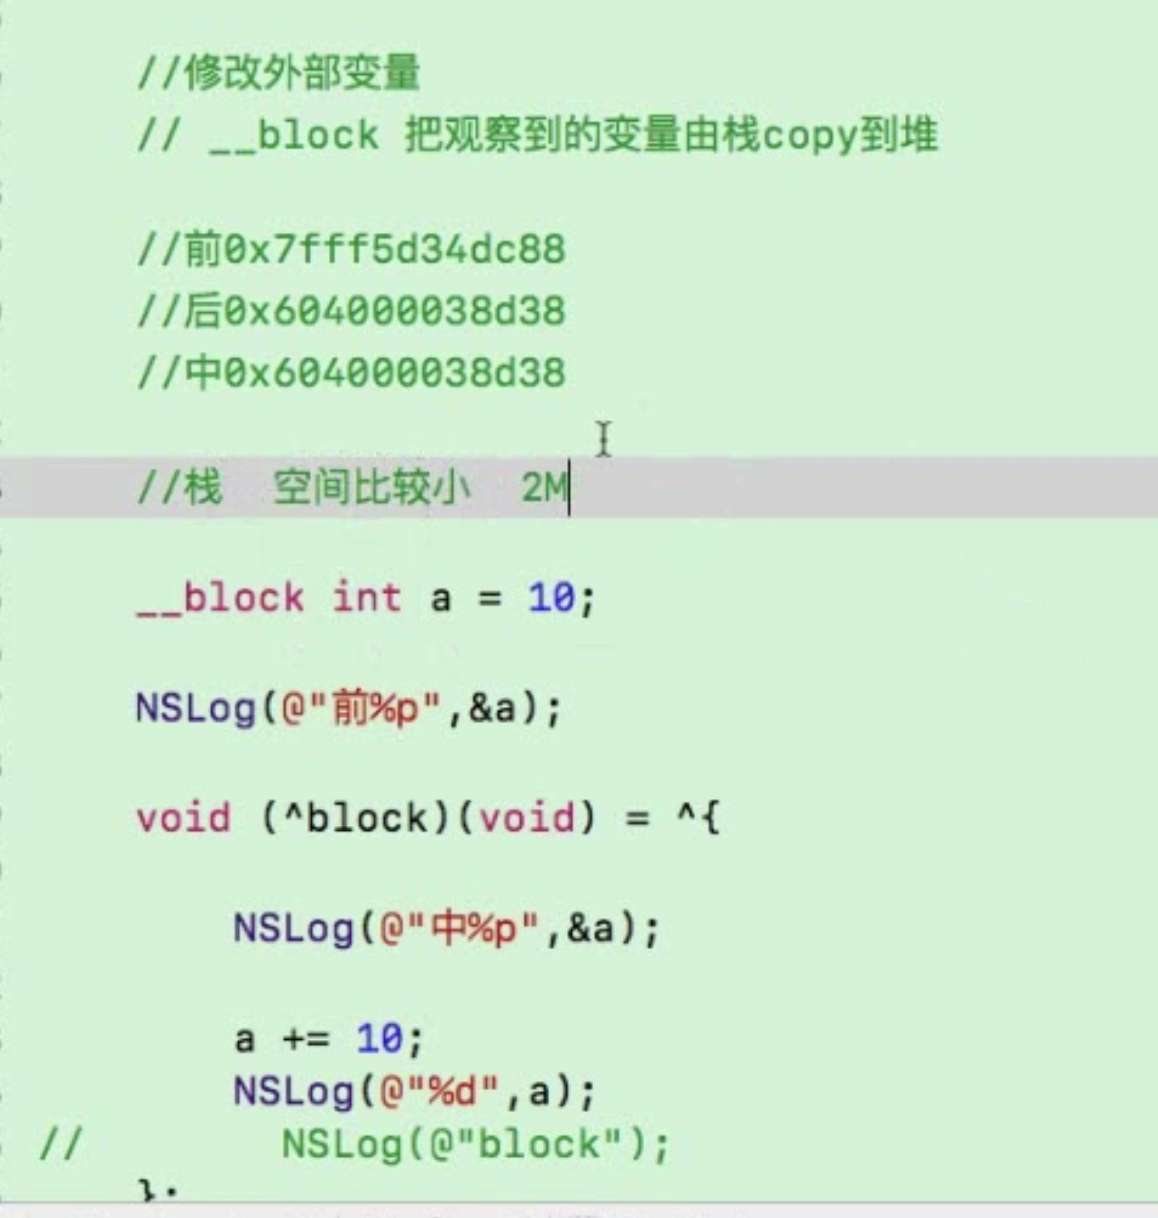 //修改外部变量
// __block 把观察到的变量由栈copy到堆
//前0x7fff5d34dc88
//后0x604000038d38
//中0x604000038d38
//栈  空间比较小  2M
__block int a = 10;
NSLog(@"前%p",&a);
void (^block)(void) = ^{
NSLog(@"中%p",&a);
a += 10;
NSLog(@"%d",a);
//        NSLog(@"block");
};